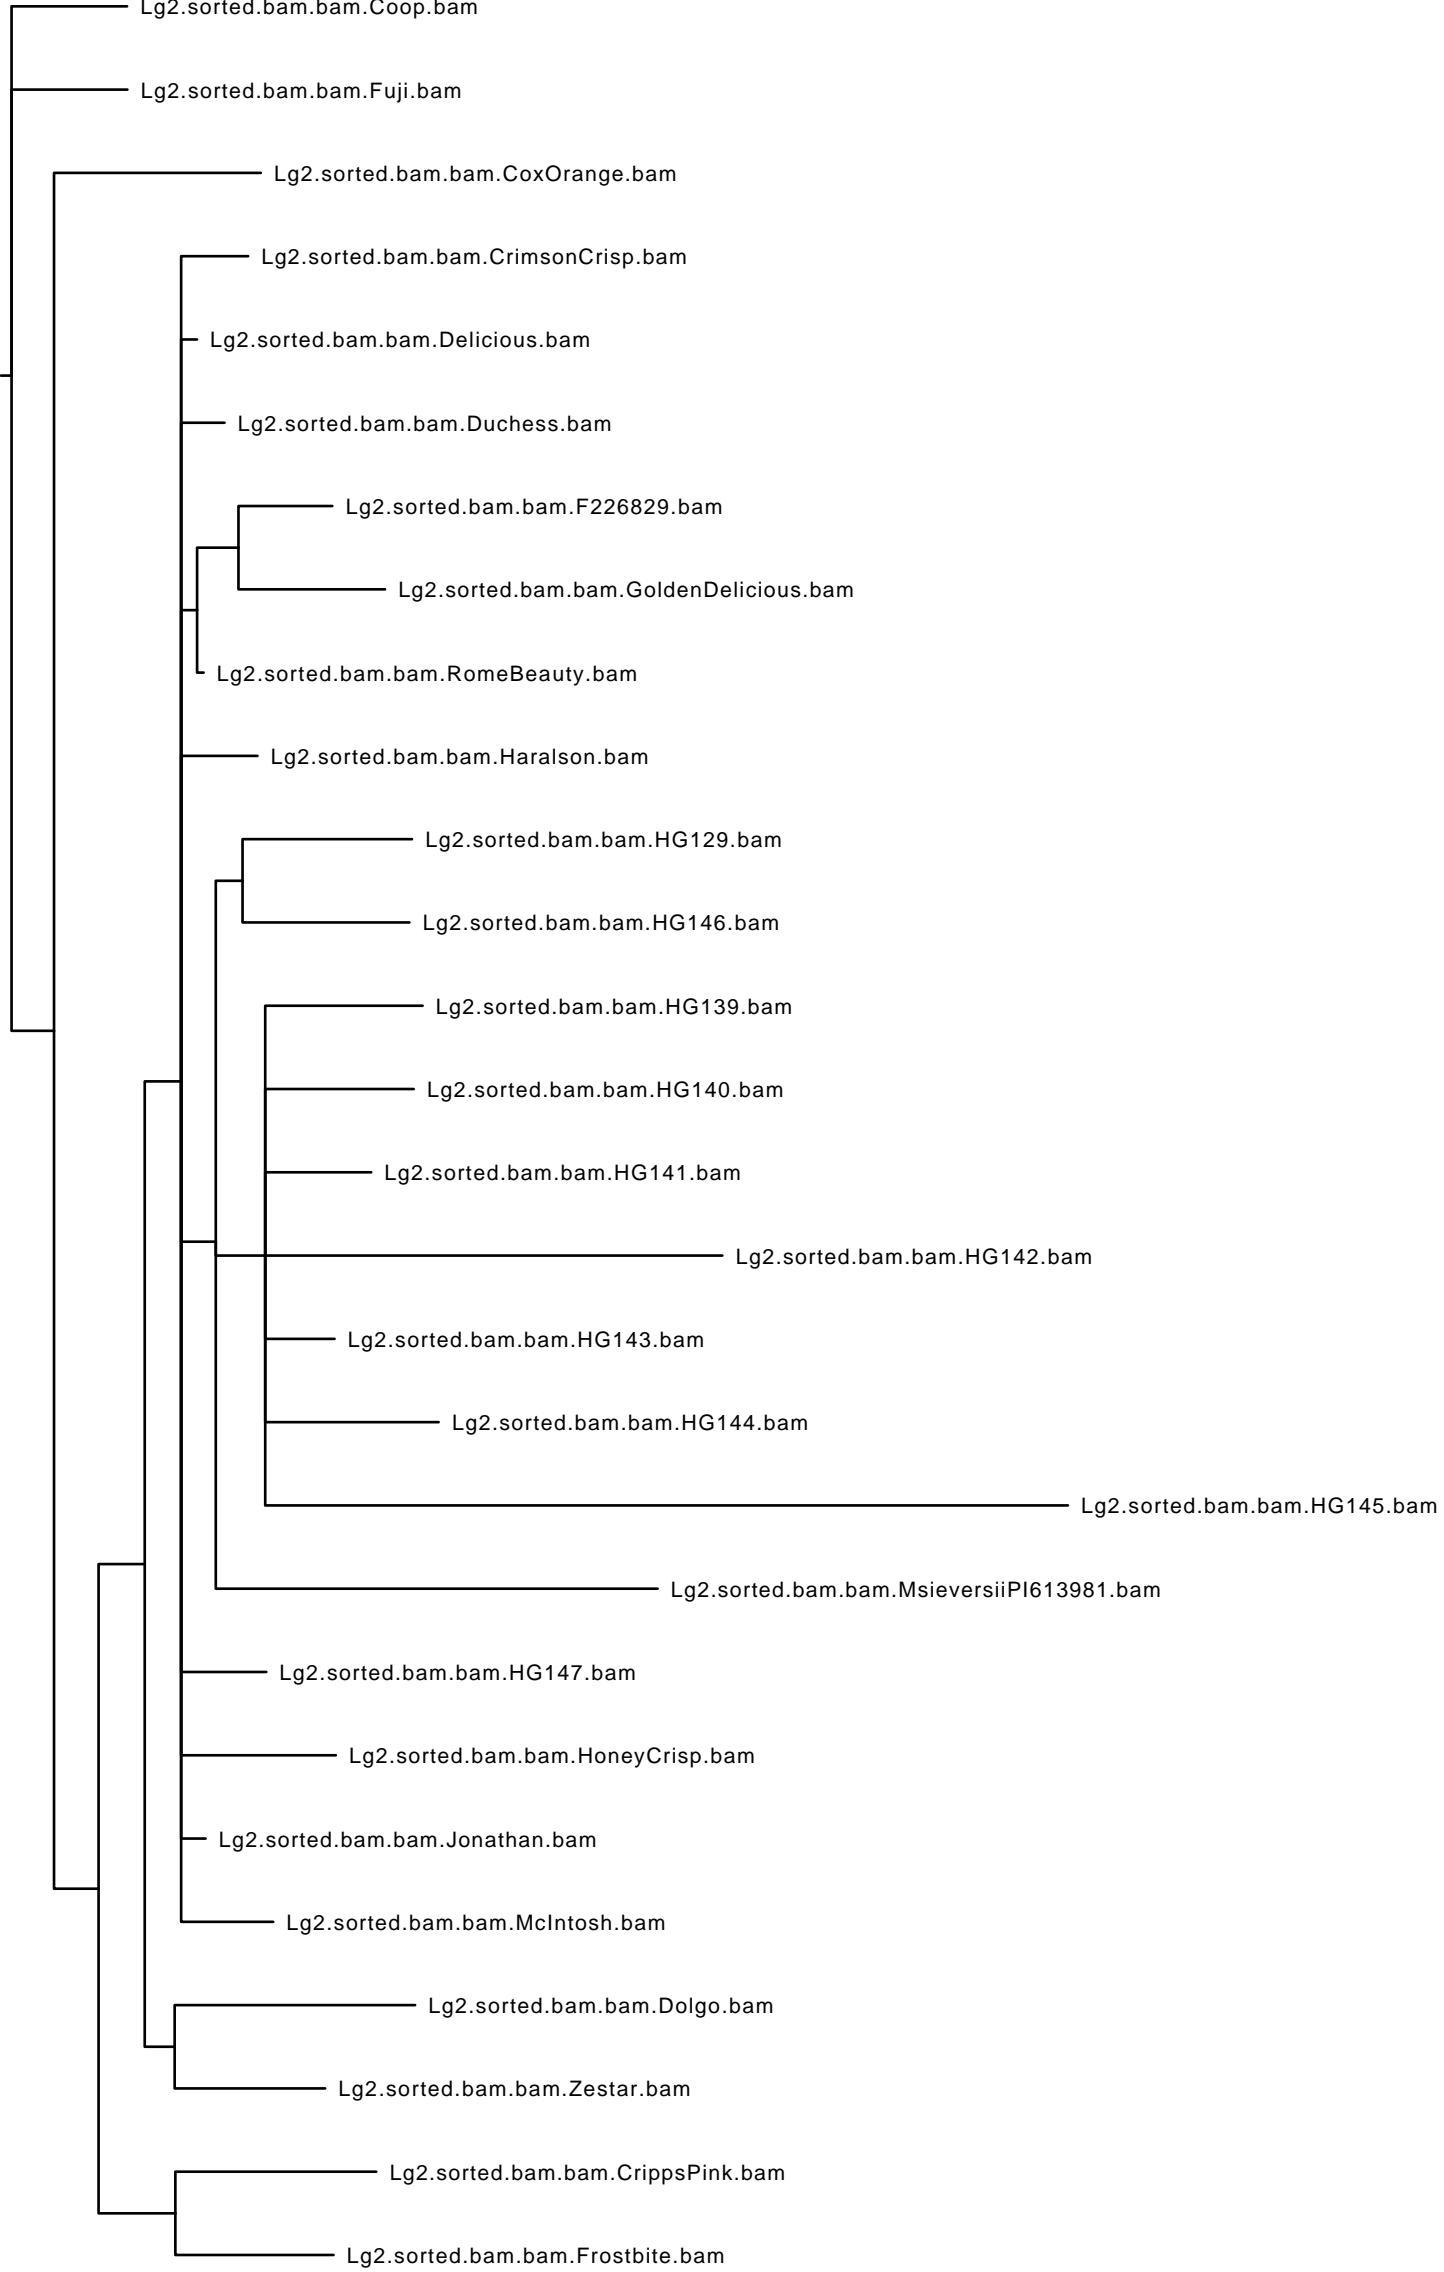 Lg2.sorted.bam.bam.Coop.bam
Lg2.sorted.bam.bam.Fuji.bam
Lg2.sorted.bam.bam.CoxOrange.bam
Lg2.sorted.bam.bam.CrimsonCrisp.bam
Lg2.sorted.bam.bam.Delicious.bam
Lg2.sorted.bam.bam.Duchess.bam
Lg2.sorted.bam.bam.F226829.bam
Lg2.sorted.bam.bam.GoldenDelicious.bam
Lg2.sorted.bam.bam.RomeBeauty.bam
Lg2.sorted.bam.bam.Haralson.bam
Lg2.sorted.bam.bam.HG129.bam
Lg2.sorted.bam.bam.HG146.bam
Lg2.sorted.bam.bam.HG139.bam
Lg2.sorted.bam.bam.HG140.bam
Lg2.sorted.bam.bam.HG141.bam
Lg2.sorted.bam.bam.HG142.bam
Lg2.sorted.bam.bam.HG143.bam
Lg2.sorted.bam.bam.HG144.bam
Lg2.sorted.bam.bam.HG145.bam
Lg2.sorted.bam.bam.MsieversiiPI613981.bam
Lg2.sorted.bam.bam.HG147.bam
Lg2.sorted.bam.bam.HoneyCrisp.bam
Lg2.sorted.bam.bam.Jonathan.bam
Lg2.sorted.bam.bam.McIntosh.bam
Lg2.sorted.bam.bam.Dolgo.bam
Lg2.sorted.bam.bam.Zestar.bam
Lg2.sorted.bam.bam.CrippsPink.bam
Lg2.sorted.bam.bam.Frostbite.bam